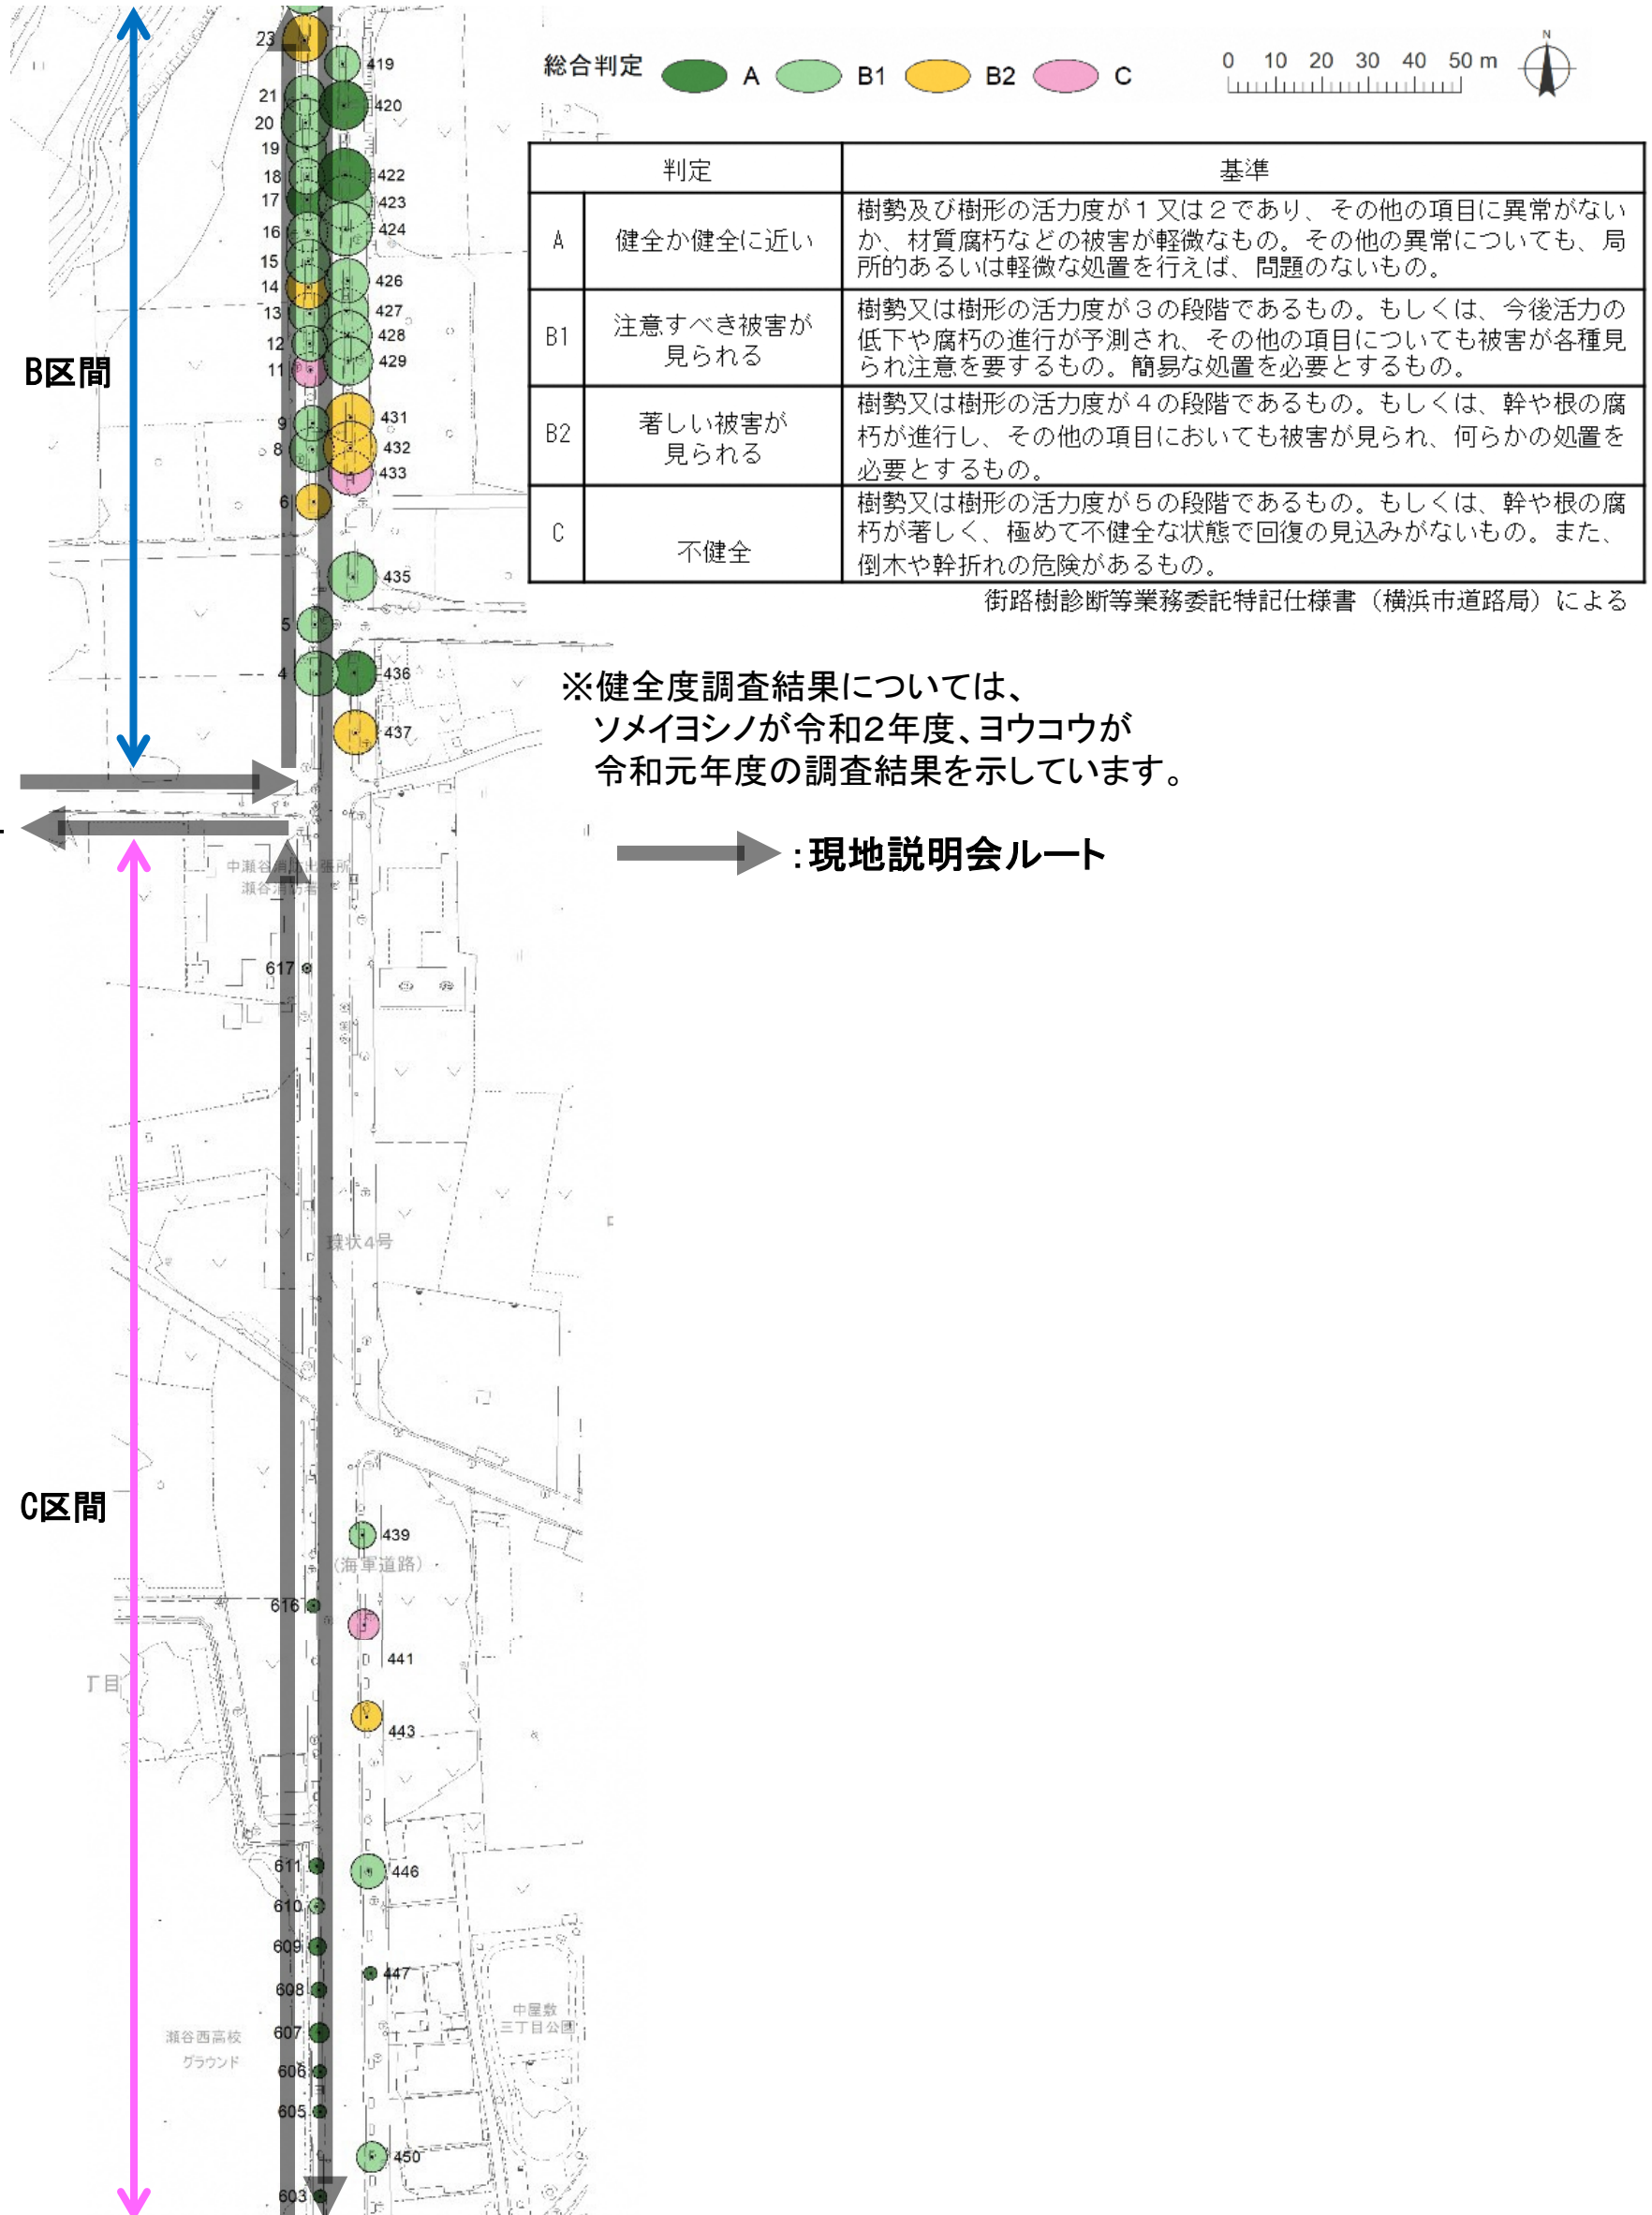 総合判定 A B1 B2 C
0 10 20 30 40 50 m
N
判定 基準
A 健全か健全に近い
樹勢及び樹形の活力度が1又は2であり、その他の項目に異常がない
か、材質腐朽などの被害が軽微なもの。その他の異常についても、局
所的あるいは軽微な処置を行えば、問題のないもの。
B1 注意すべき被害が
見られる
樹勢又は樹形の活力度が3の段階であるもの。もしくは、今後活力の
低下や腐朽の進行が予測され、その他の項目についても被害が各種見
られ注意を要するもの。簡易な処置を必要とするもの。
B2 著しい被害が
見られる
樹勢又は樹形の活力度が4の段階であるもの。もしくは、幹や根の腐
朽が進行し、その他の項目においても被害が見られ、何らかの処置を
必要とするもの。
C 不健全
樹勢又は樹形の活力度が5の段階であるもの。もしくは、幹や根の腐
朽が著しく、極めて不健全な状態で回復の見込みがないもの。また、
倒木や幹折れの危険があるもの。
街路樹診断等業務委託特記仕様書（横浜市道路局）による
※健全度調査結果については、
ソメイヨシノが令和2年度、ヨウコウが
令和元年度の調査結果を示しています。
:現地説明会ルート
B区間
23
419
21
420
20
19
18
422
17
423
16
424
15
426
14
13
427
12
428
11
429
9
431
8
432
433
6
435
5
4
436
437
中瀬谷消防出張所
瀬谷消防署
617
環状4号
C区間
439
(海軍道路)
616
441
丁目
443
611
446
610
609
447
608
中屋敷
三丁目公園
607
瀬谷西高校
グラウンド
606
605
450
603